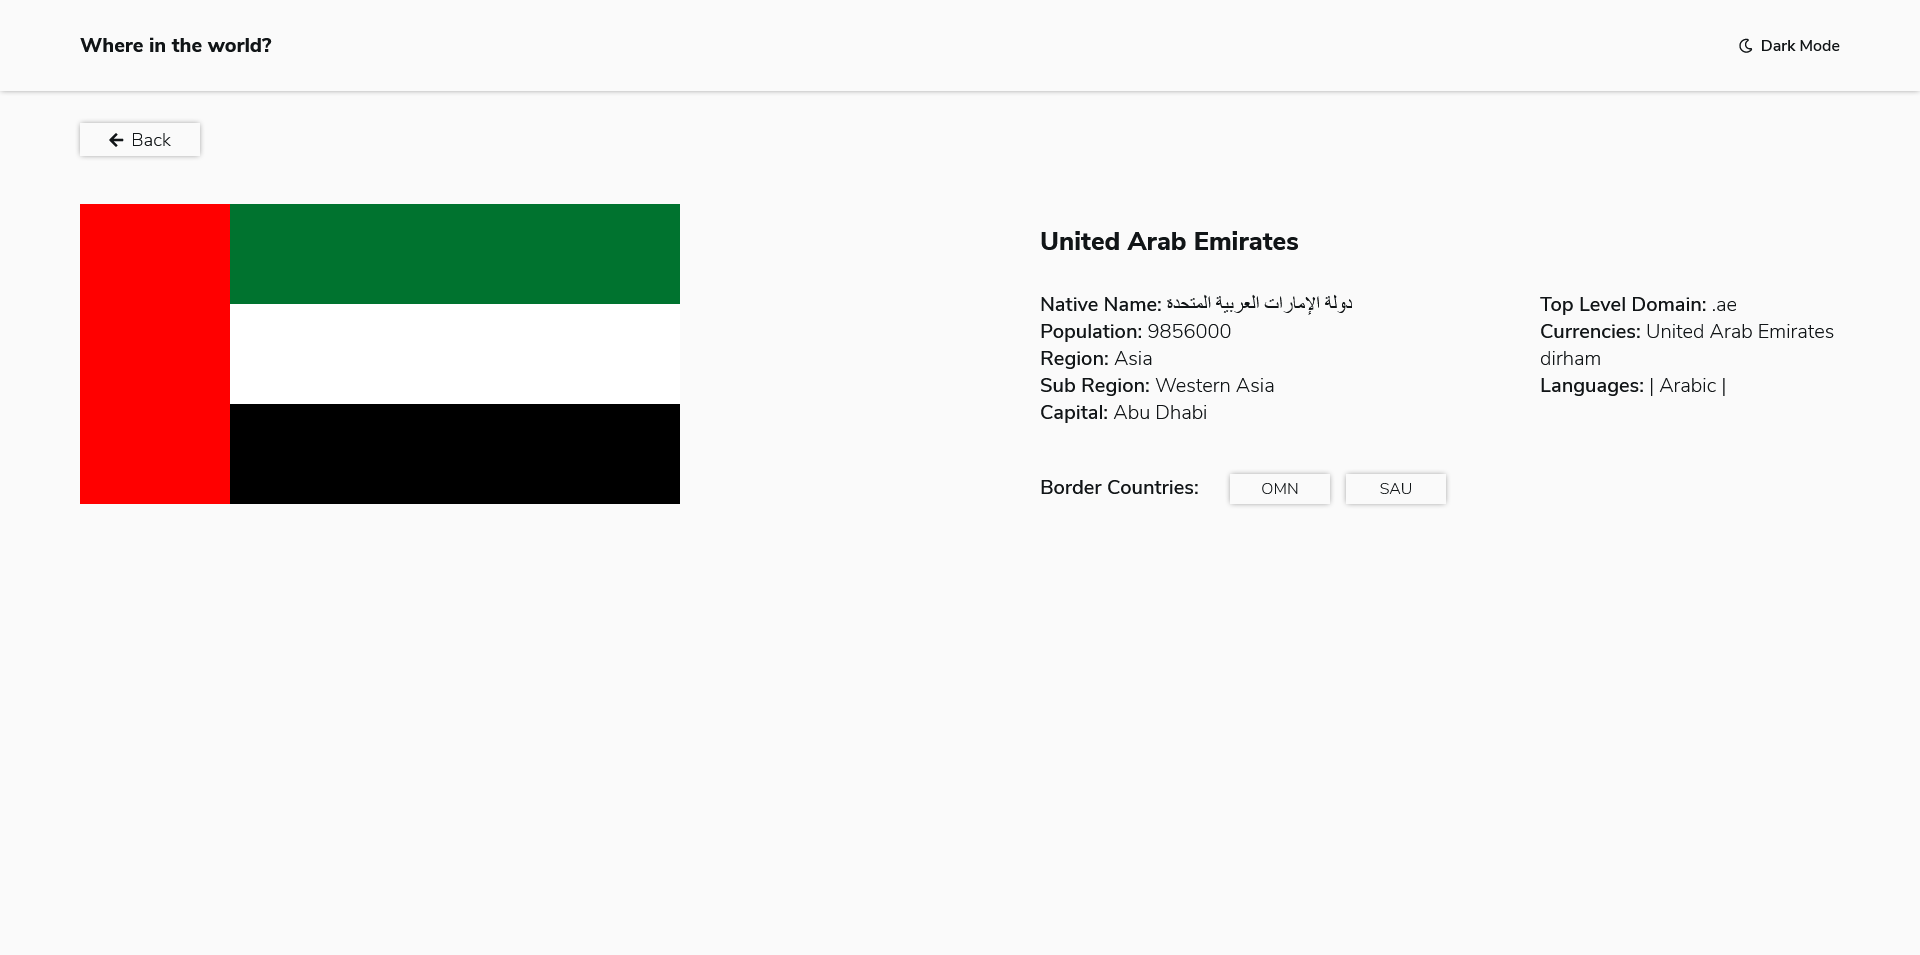 Where in the world?
Dark Mode
Back
United Arab Emirates
Native Name: دولة الإمارات العربية المتحدة
Population: 9856000
Region: Asia
Sub Region: Western Asia
Capital: Abu Dhabi
Top Level Domain: .ae
Currencies: United Arab Emirates
dirham
Languages: | Arabic |
Border Countries: OMN SAU